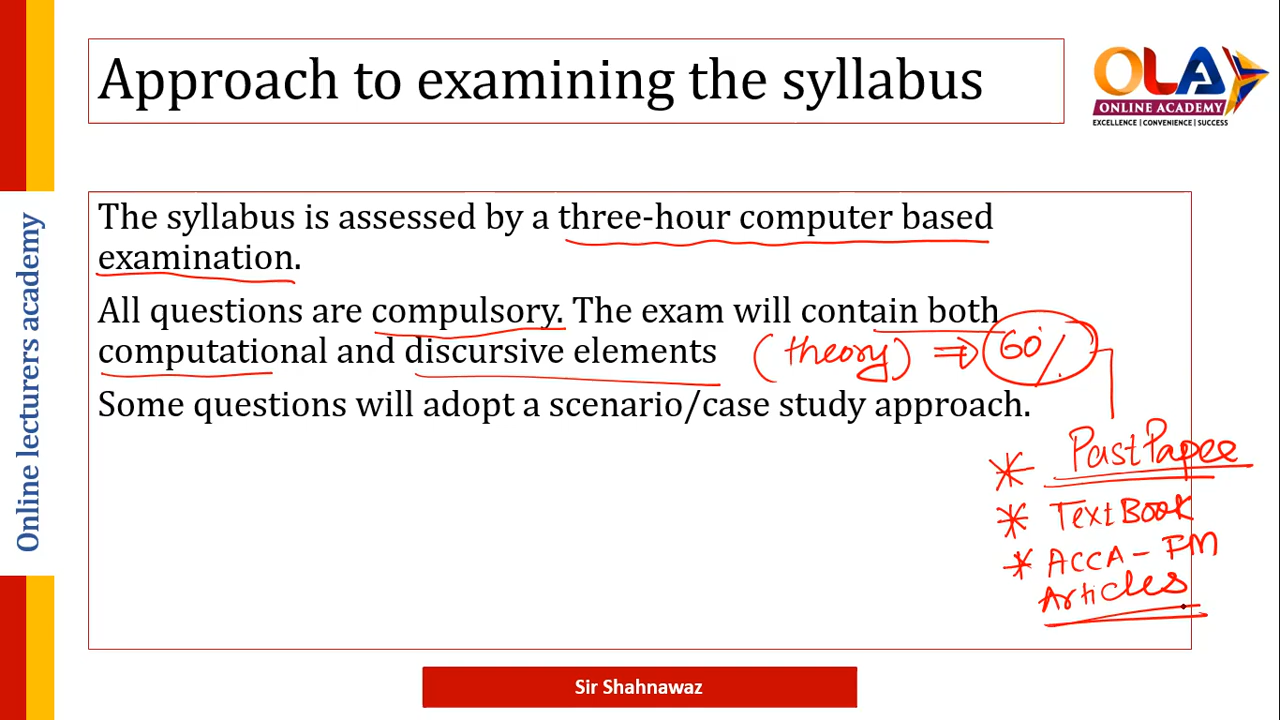 Approach to examining the syllabus
OLA
ONLINE ACADEMY
EXCELLENCE | CONVENIENCE | SUCCESS
Online lecturers academy
The syllabus is assessed by a three-hour computer based
examination.
All questions are compulsory. The exam will contain both
computational and discursive elements (theory) ⇒ 60%
Some questions will adopt a scenario/case study approach.
* Past Papee
* Text Book
* ACCA - FM
Articles
Sir Shahnawaz